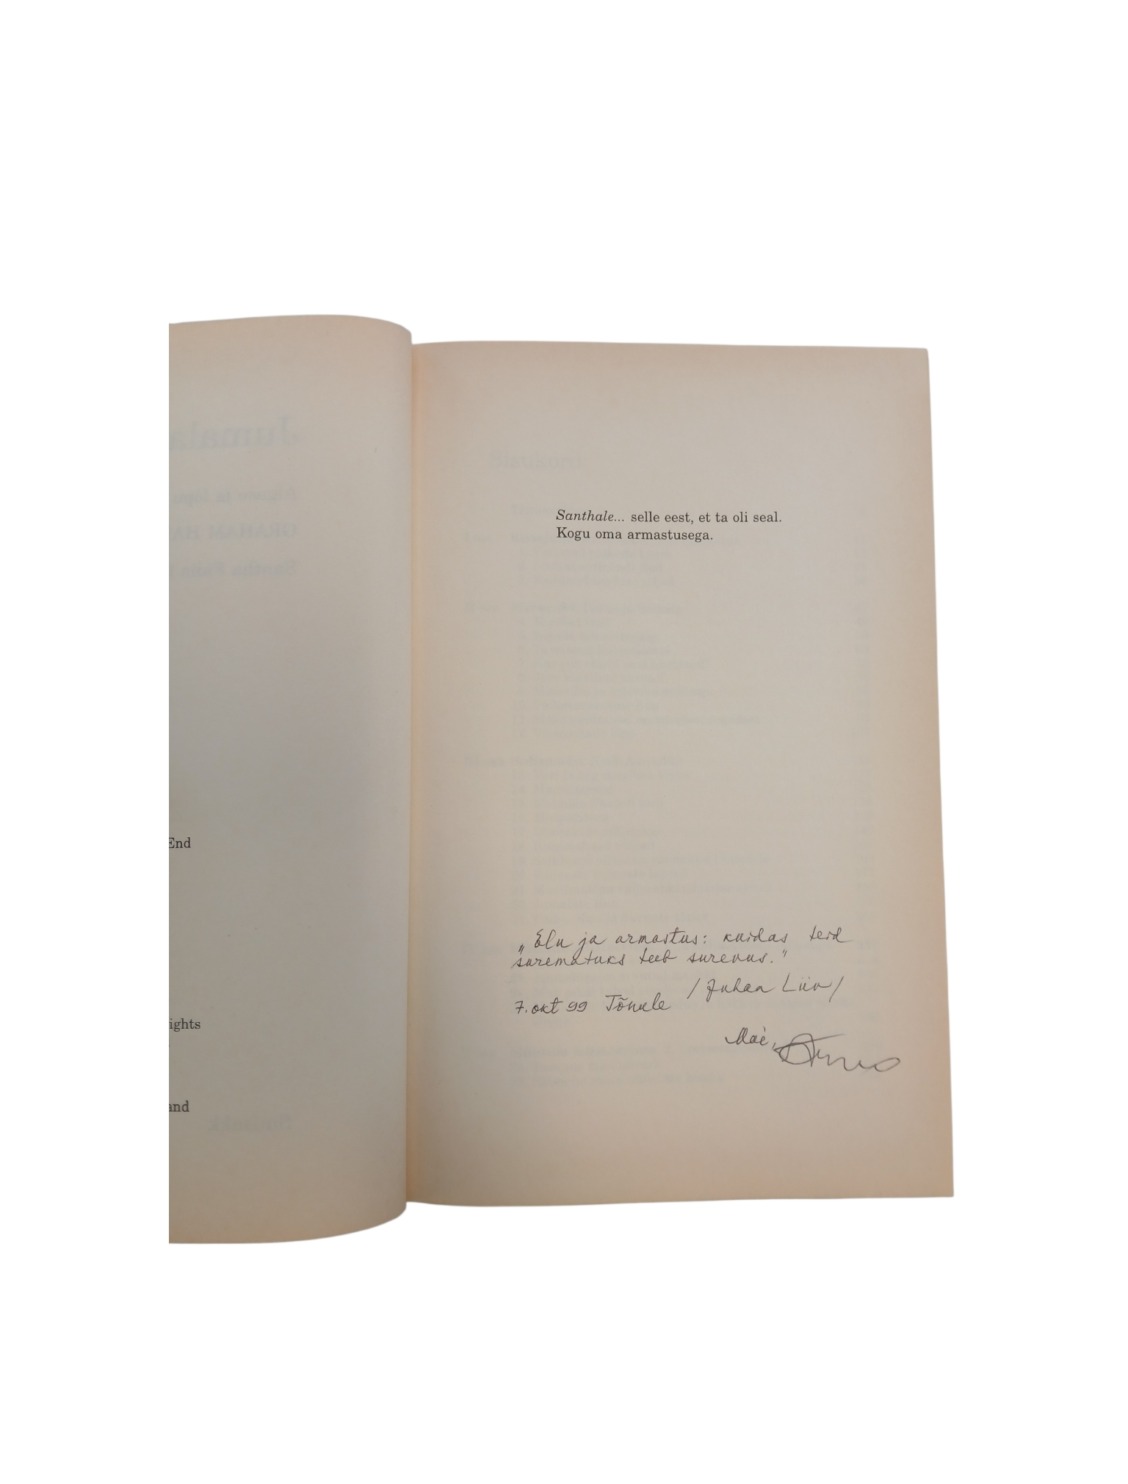 End
ights
and
Santhale... selle eest, et ta oli seal.
Kogu oma armastusega.
„Elu ja armastus: kuidas teid
surematuks teeb surevus."
/Juhan Liiv/
7. okt 99 Tõnule